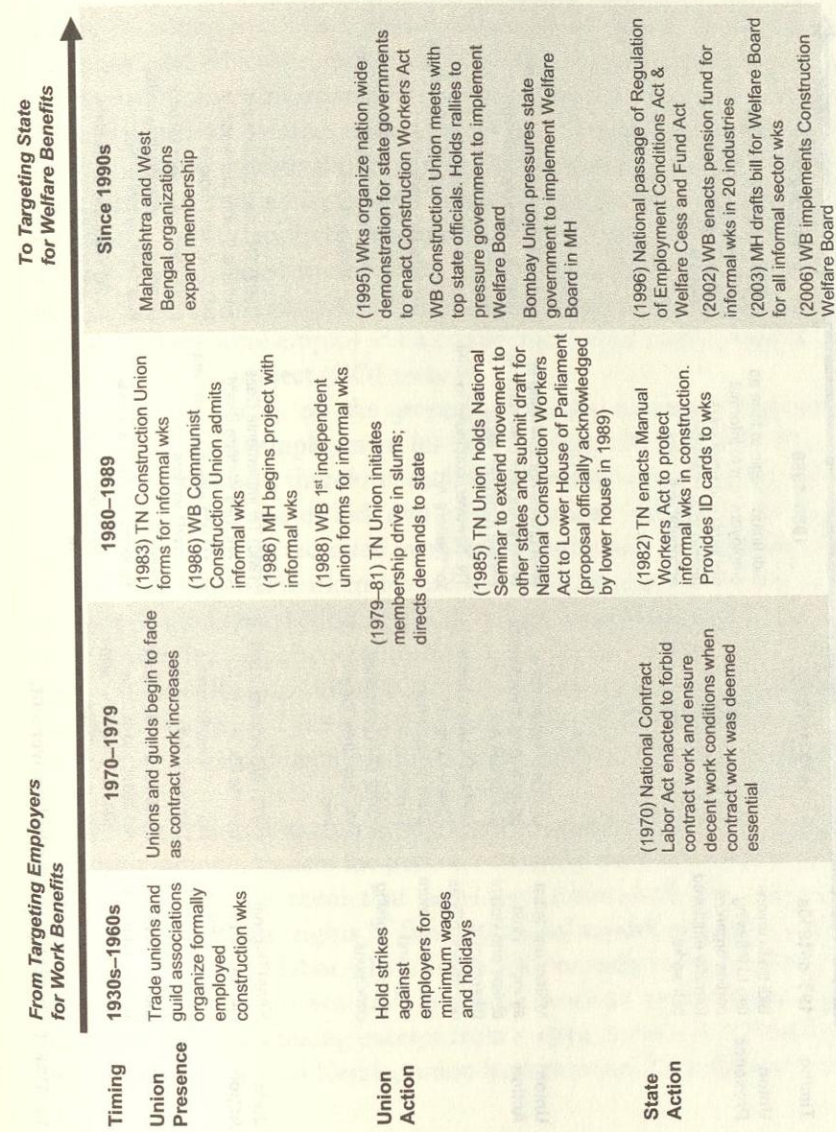 From Targeting Employers
for Work Benefits
To Targeting State
for Welfare Benefits
Timing
1930s–1960s
1970–1979
1980–1989
Since 1990s
Union
Presence
Trade unions and
guild associations
organize formally
employed
construction wks
Unions and guilds begin to fade
as contract work increases
(1983) TN Construction Union
forms for informal wks
(1986) WB Communist
Construction Union admits
informal wks
(1986) MH begins project with
informal wks
(1988) WB 1st independent
union forms for informal wks
Maharashtra and West
Bengal organizations
expand membership
Union
Action
Hold strikes
against
employers for
minimum wages
and holidays
(1979–81) TN Union initiates
membership drive in slums;
directs demands to state
(1985) TN Union holds National
Seminar to extend movement to
other states and submit draft for
National Construction Workers
Act to Lower House of Parliament
(proposal officially acknowledged
by lower house in 1989)
(1995) Wks organize nation wide
demonstration for state governments
to enact Construction Workers Act
WB Construction Union meets with
top state officials. Holds rallies to
pressure government to implement
Welfare Board
Bombay Union pressures state
government to implement Welfare
Board in MH
State
Action
(1970) National Contract
Labor Act enacted to forbid
contract work and ensure
decent work conditions when
contract work was deemed
essential
(1982) TN enacts Manual
Workers Act to protect
informal wks in construction.
Provides ID cards to wks
(1996) National passage of Regulation
of Employment Conditions Act &
Welfare Cess and Fund Act
(2002) WB enacts pension fund for
informal wks in 20 industries
(2003) MH drafts bill for Welfare Board
for all informal sector wks
(2006) WB implements Construction
Welfare Board